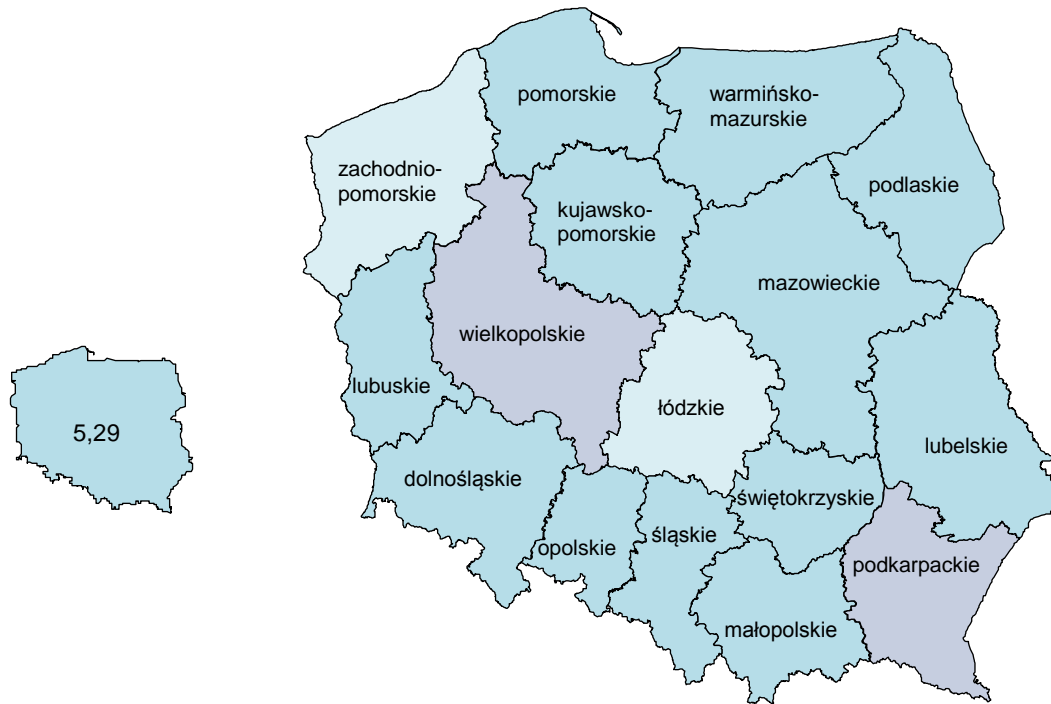 pomorskie
warmińsko-
mazurskie
zachodnio-
pomorskie
podlaskie
kujawsko-
pomorskie
mazowieckie
wielkopolskie
lubuskie
łódzkie
5,29
lubelskie
dolnośląskie
świętokrzyskie
opolskie
śląskie
podkarpackie
małopolskie